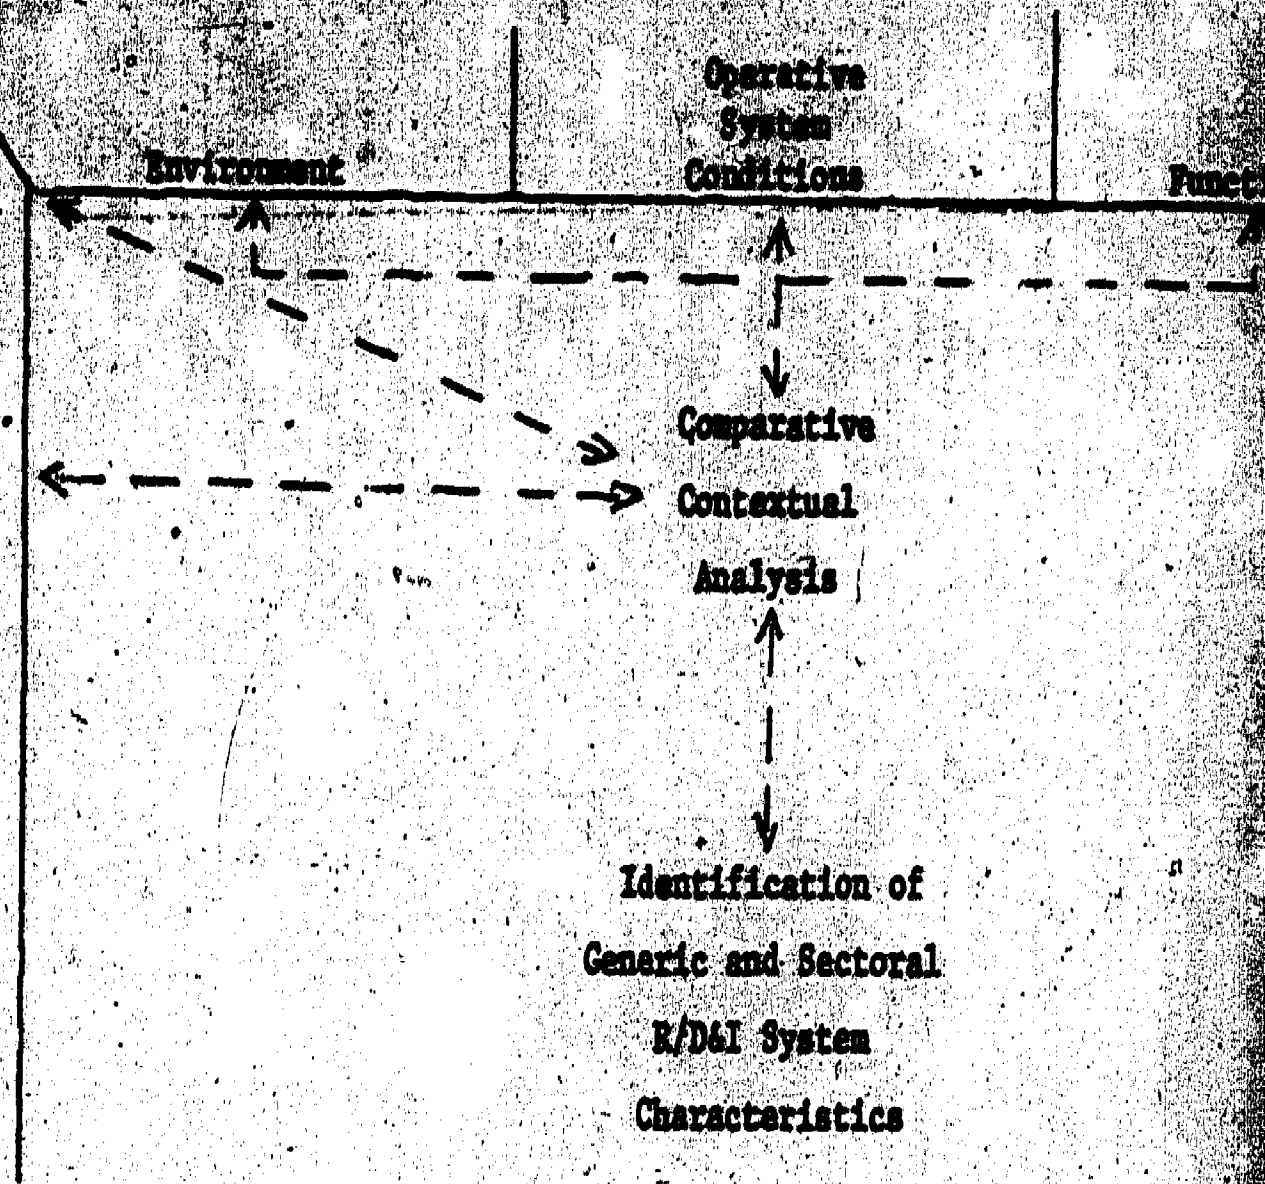 Operative
System
Environment
Conditions
Comparative
Contextual
Analysis
Identification of
Generic and Sectoral
R/D&I System
Characteristics